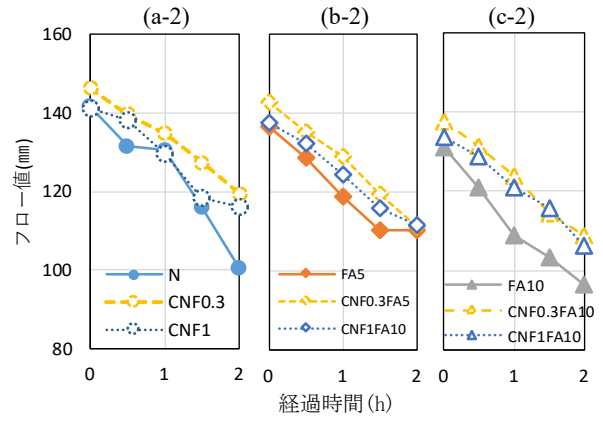 (a-2)
(b-2)
(c-2)
160
140
120
100
80
フロー値(㎜)
N
CNF0.3
CNF1
FA5
CNF0.3FA5
CNF1FA10
FA10
CNF0.3FA10
CNF1FA10
0
1
2
0
1
2
0
1
2
経過時間(h)